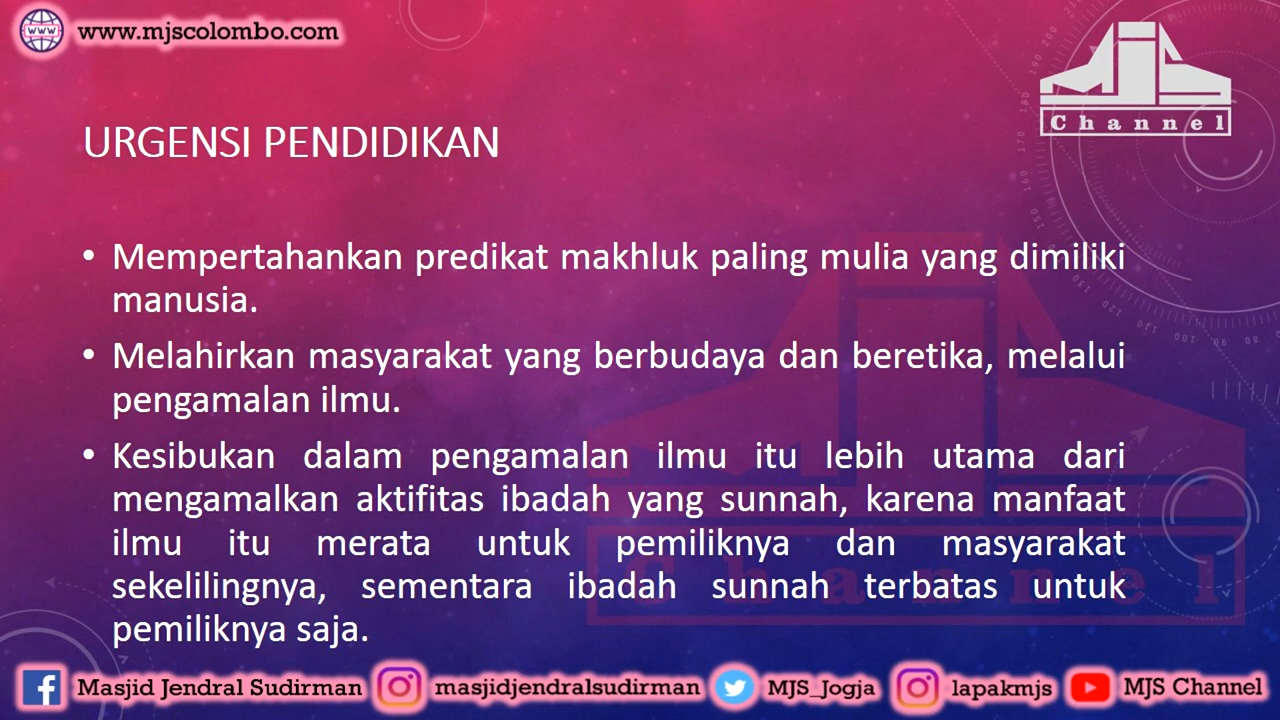 www.mjscolombo.com
MJS
Channel
URGENSI PENDIDIKAN
• Mempertahankan predikat makhluk paling mulia yang dimiliki
manusia.
• Melahirkan masyarakat yang berbudaya dan beretika, melalui
pengamalan ilmu.
• Kesibukan dalam pengamalan ilmu itu lebih utama dari
mengamalkan aktifitas ibadah yang sunnah, karena manfaat
ilmu itu merata untuk pemiliknya dan masyarakat
sekelilingnya, sementara ibadah sunnah terbatas untuk
pemiliknya saja.
Channel
Masjid Jendral Sudirman masjidjendralsudirman MJS_Jogja lapakmjs MJS Channel